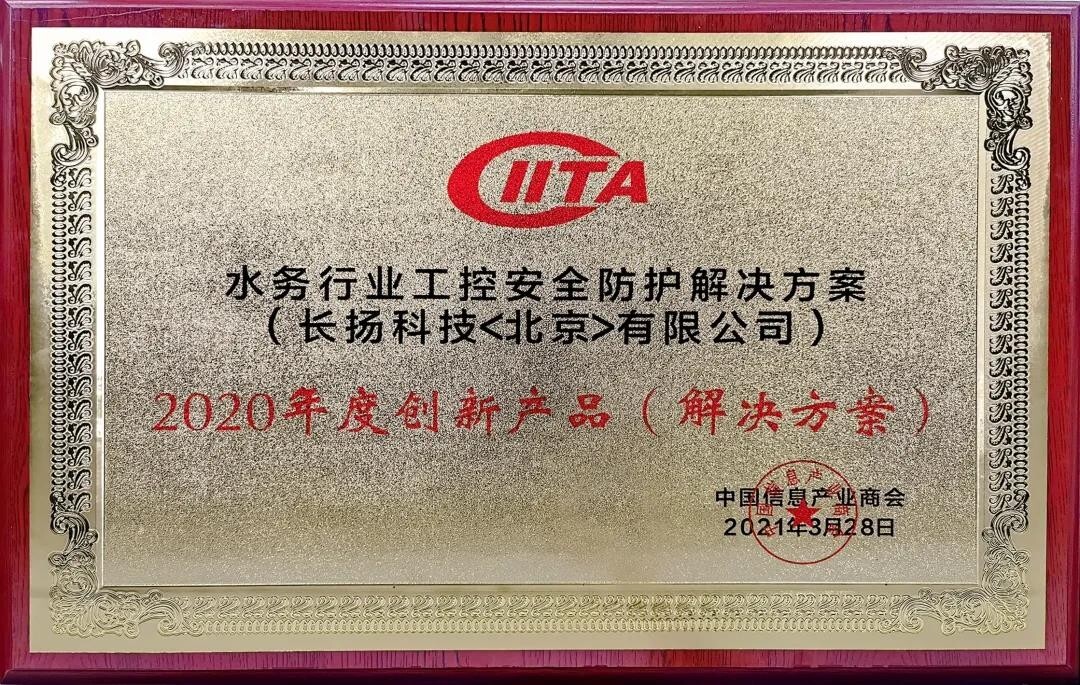 CIITA
水务行业工控安全防护解决方案
（长扬科技<北京>有限公司）
2020年度创新产品（解决方案）
中国信息产业商会
2021年3月28日